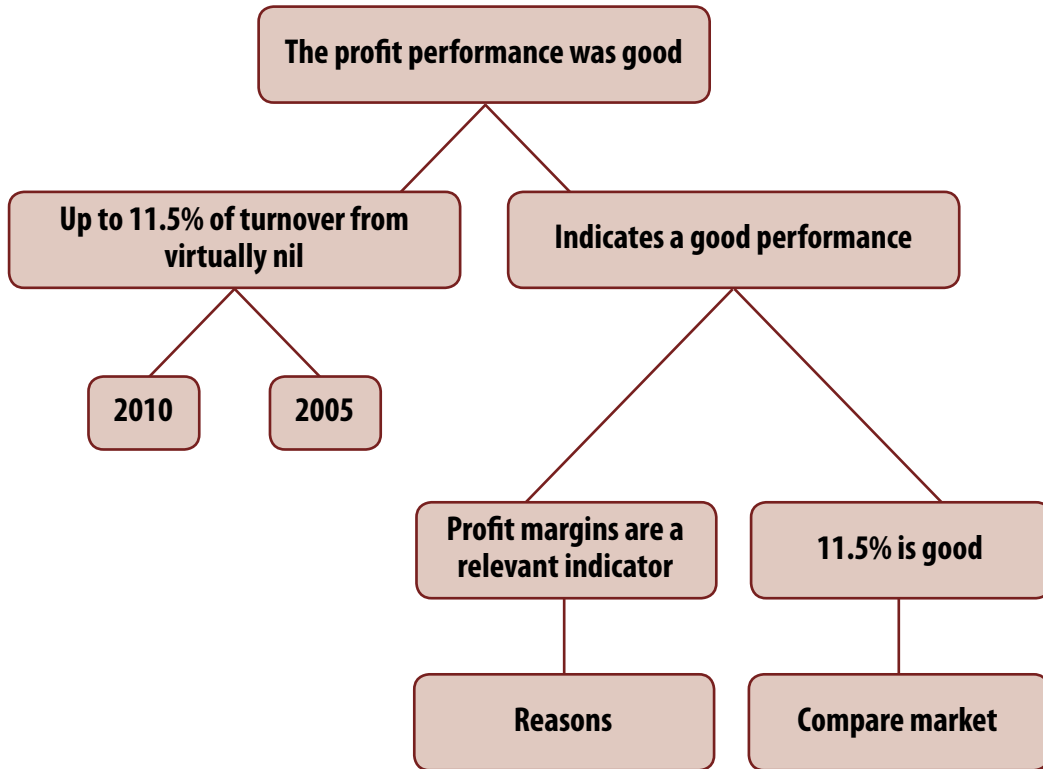 The profit performance was good
Up to 11.5% of turnover from
virtually nil
Indicates a good performance
2010
2005
Profit margins are a
relevant indicator
11.5% is good
Reasons
Compare market